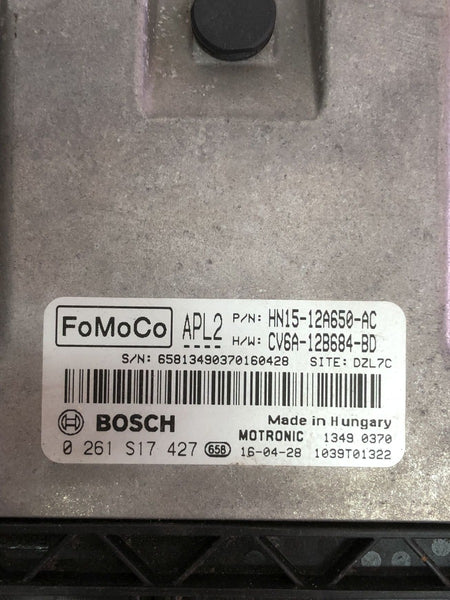 FoMoCo APL2 P/N: HN15-12A650-AC
H/W: CV6A-12B684-BD
S/N: 65813490370160428 SITE: DZL7C
BOSCH Made in Hungary
MOTRONIC 1349 0370
0 261 S17 427 658 16-04-28 1039T01322